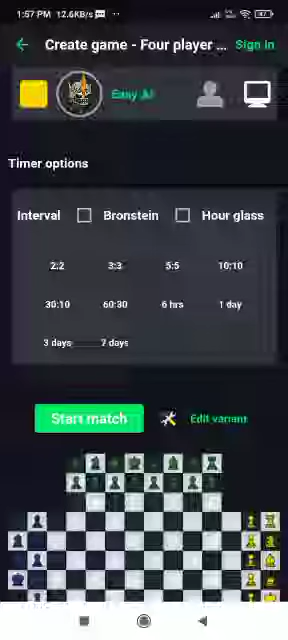 1:57 PM 12.6KB/s
Create game - Four player ... Sign In
Easy AI
Timer options
Interval Bronstein Hour glass
2:2 3:3 5:5 10:10
30:10 60:30 6 hrs 1 day
3 days 7 days
Start match Edit variant